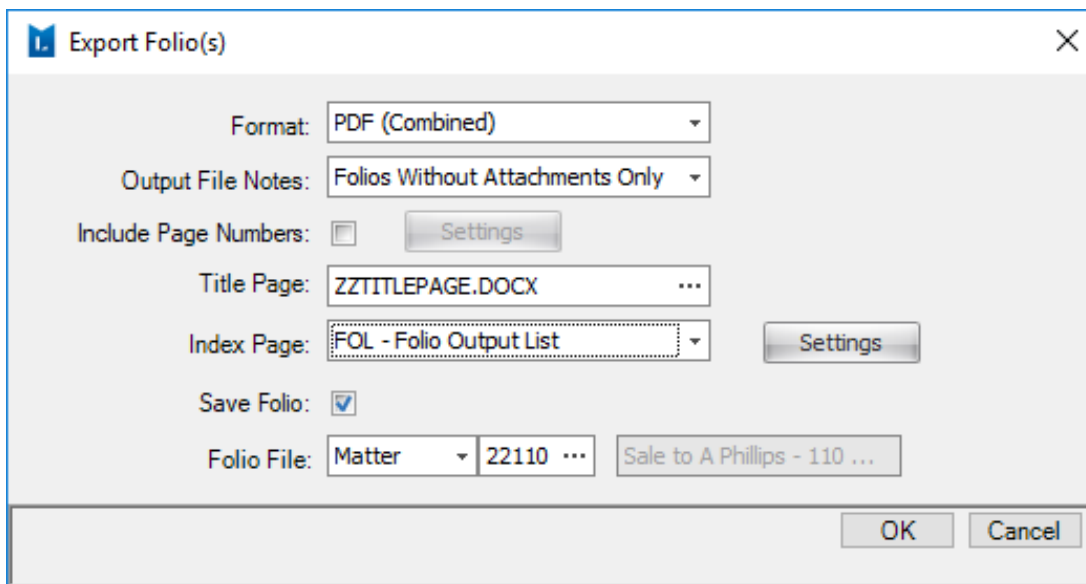 L.
Export Folio(s)
Format: PDF (Combined)
Output File Notes: Folios Without Attachments Only
Include Page Numbers: Settings
Title Page: ZZTITLEPAGE.DOCX ...
Index Page: FOL - Folio Output List Settings
Save Folio:
Folio File: Matter 22110 ... Sale to A Phillips - 110 ...
OK Cancel